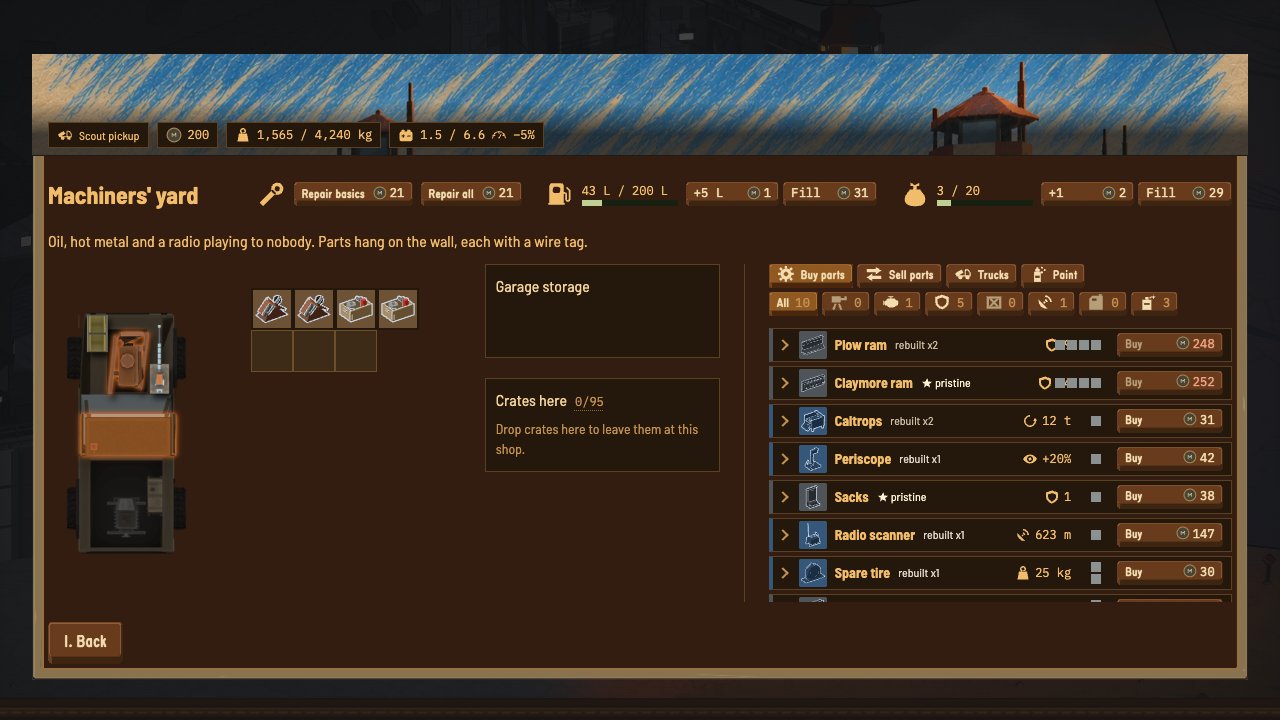 Scout pickup
200
1,565 / 4,240 kg
1.5 / 6.6
-5%
Machiners' yard
Repair basics 21
Repair all 21
43 L / 200 L
+5 L 1
Fill 31
3 / 20
+1 2
Fill 29
Oil, hot metal and a radio playing to nobody. Parts hang on the wall, each with a wire tag.
Garage storage
Crates here 0/95
Drop crates here to leave them at this
shop.
Buy parts
Sell parts
Trucks
Paint
All 10
0
1
5
0
1
0
3
Plow ram rebuilt x2 Buy 248
Claymore ram ★ pristine Buy 252
Caltrops rebuilt x2 12 t Buy 31
Periscope rebuilt x1 +20% Buy 42
Sacks ★ pristine 1 Buy 38
Radio scanner rebuilt x1 623 m Buy 147
Spare tire rebuilt x1 25 kg Buy 30
1. Back